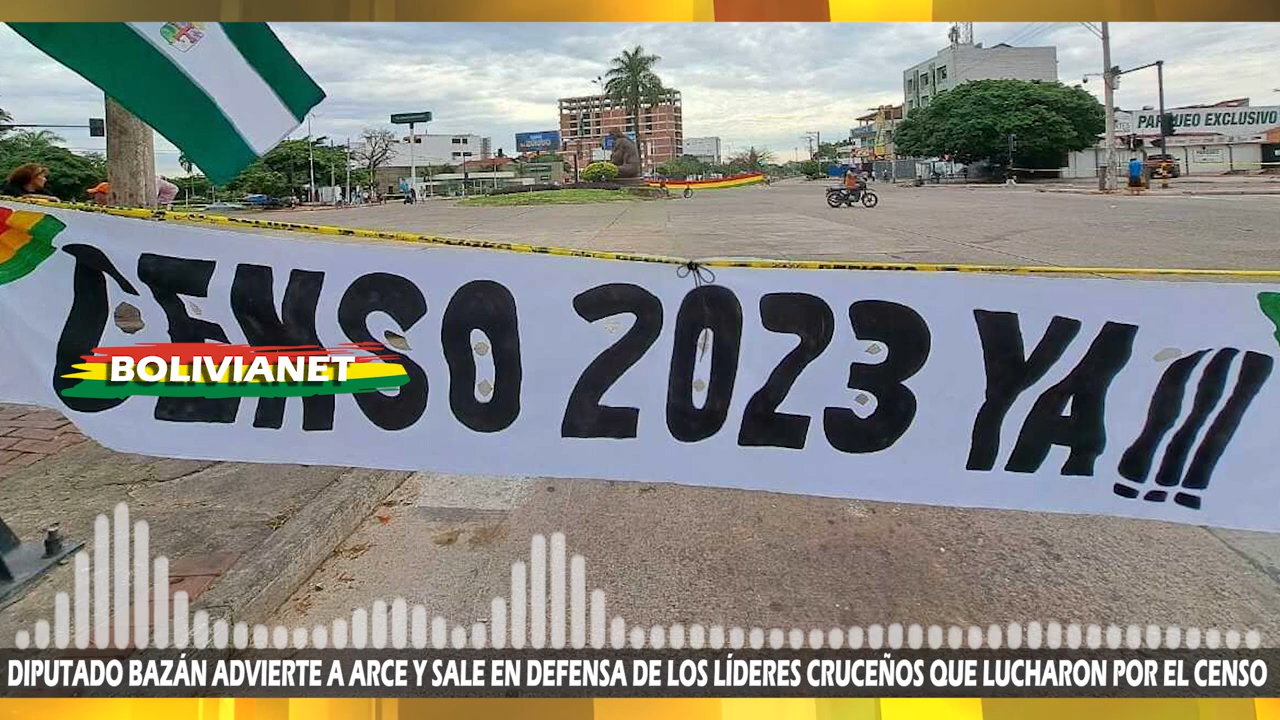 PARQUEO EXCLUSIVO
CENSO 2023 YA!!!
BOLIVIANET
DIPUTADO BAZÁN ADVIERTE A ARCE Y SALE EN DEFENSA DE LOS LÍDERES CRUCEÑOS QUE LUCHARON POR EL CENSO